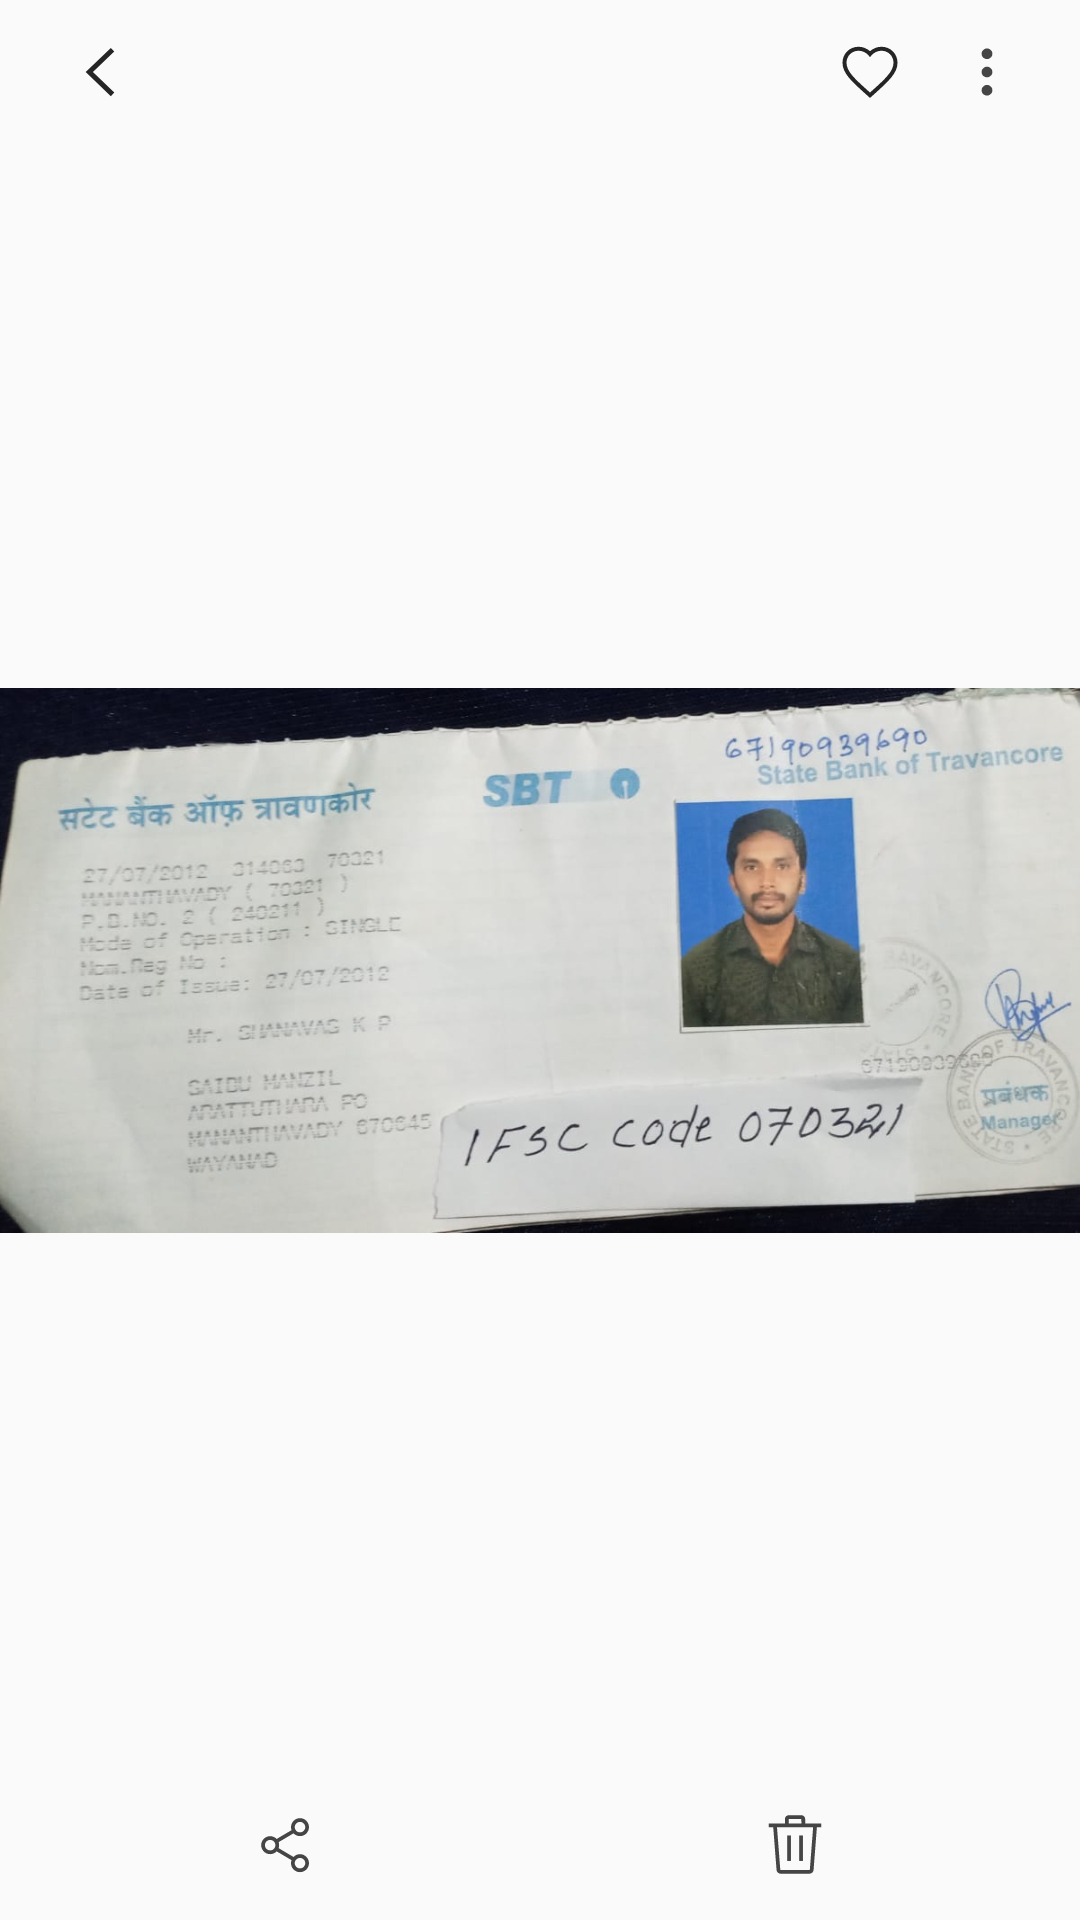 67190939690
सटेट बैंक ऑफ़ त्रावणकोर
SBT
State Bank of Travancore
27/07/2012 314063 70321
MANANTHAVADY ( 70321 )
P.B.NO. 2 ( 240211 )
Mode of Operation : SINGLE
Nom.Reg No :
Date of Issue: 27/07/2012
Mr. SHANAVAS K P
SAIDU MANZIL
ARATTUTHARA PO
MANANTHAVADY 670645
WAYANAD
67190939690
IFSC Code 070321
STATE BANK OF TRAVANCORE
प्रबंधक
Manager